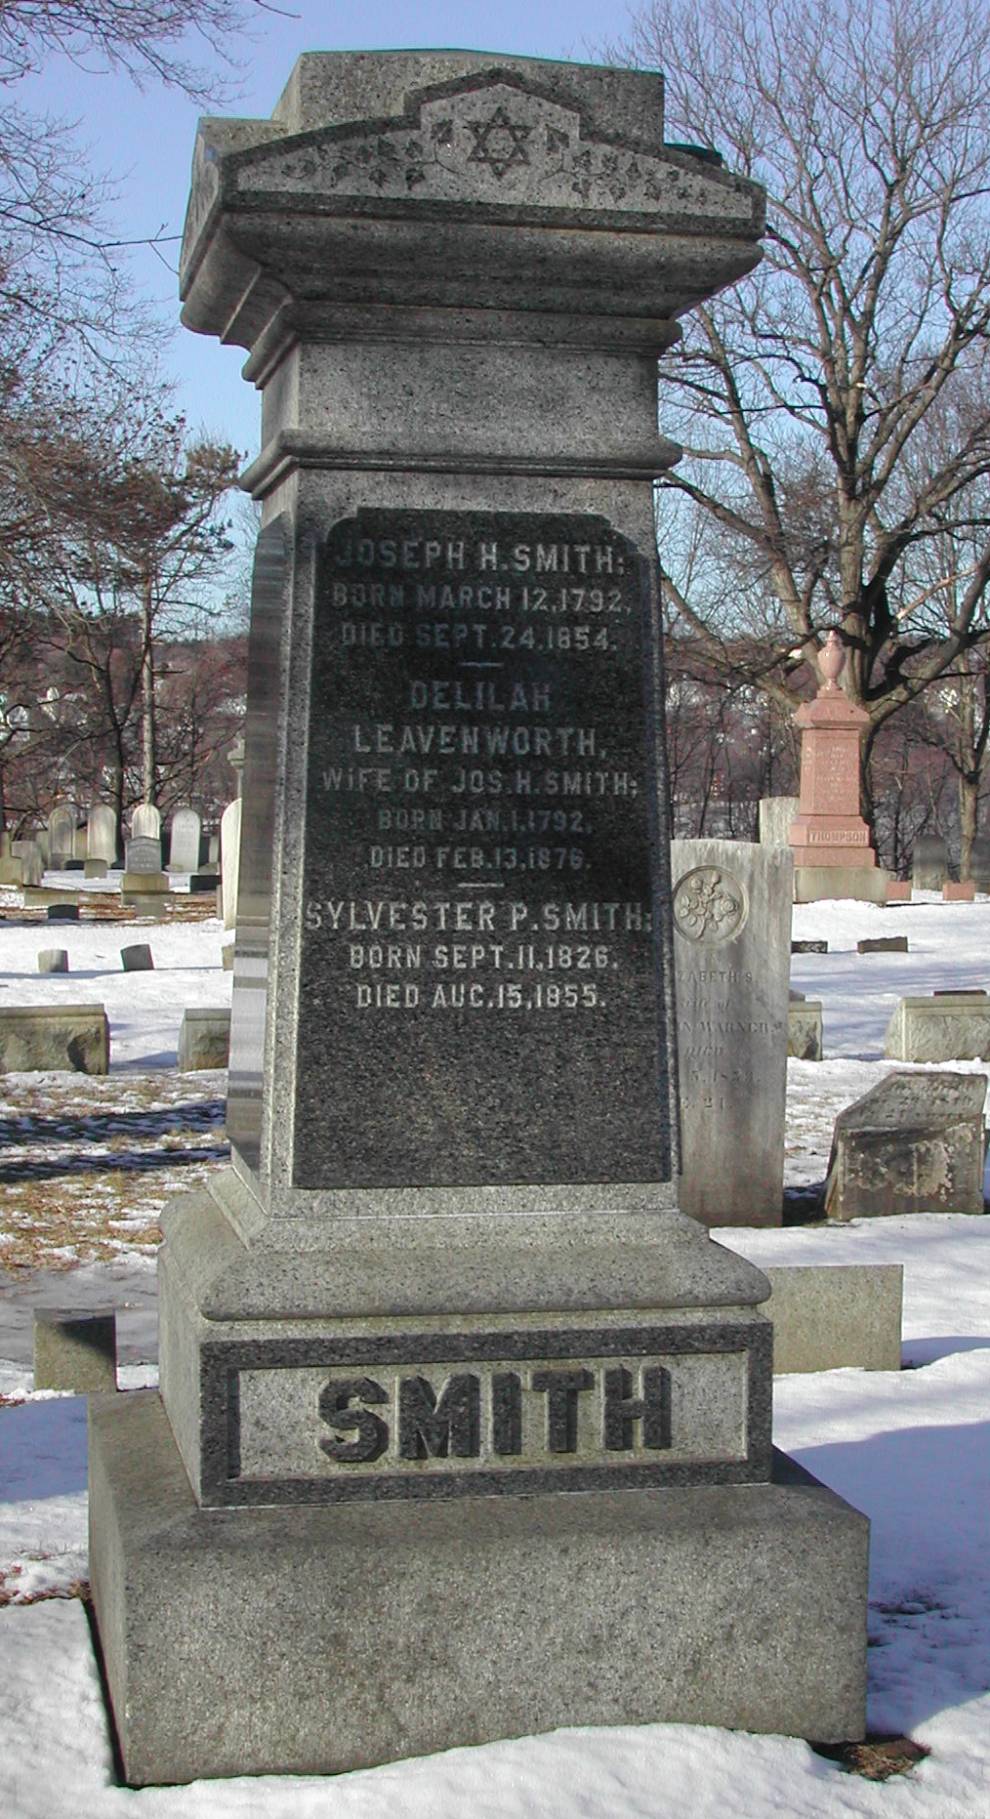 JOSEPH H. SMITH;
BORN MARCH 12, 1792,
DIED SEPT. 24, 1854.
DELILAH
LEAVENWORTH,
WIFE OF JOS. H. SMITH;
BORN JAN. 1, 1792,
DIED FEB. 13, 1876.
SYLVESTER P. SMITH;
BORN SEPT. 11, 1826.
DIED AUG. 15, 1855.
SMITH
THOMPSON